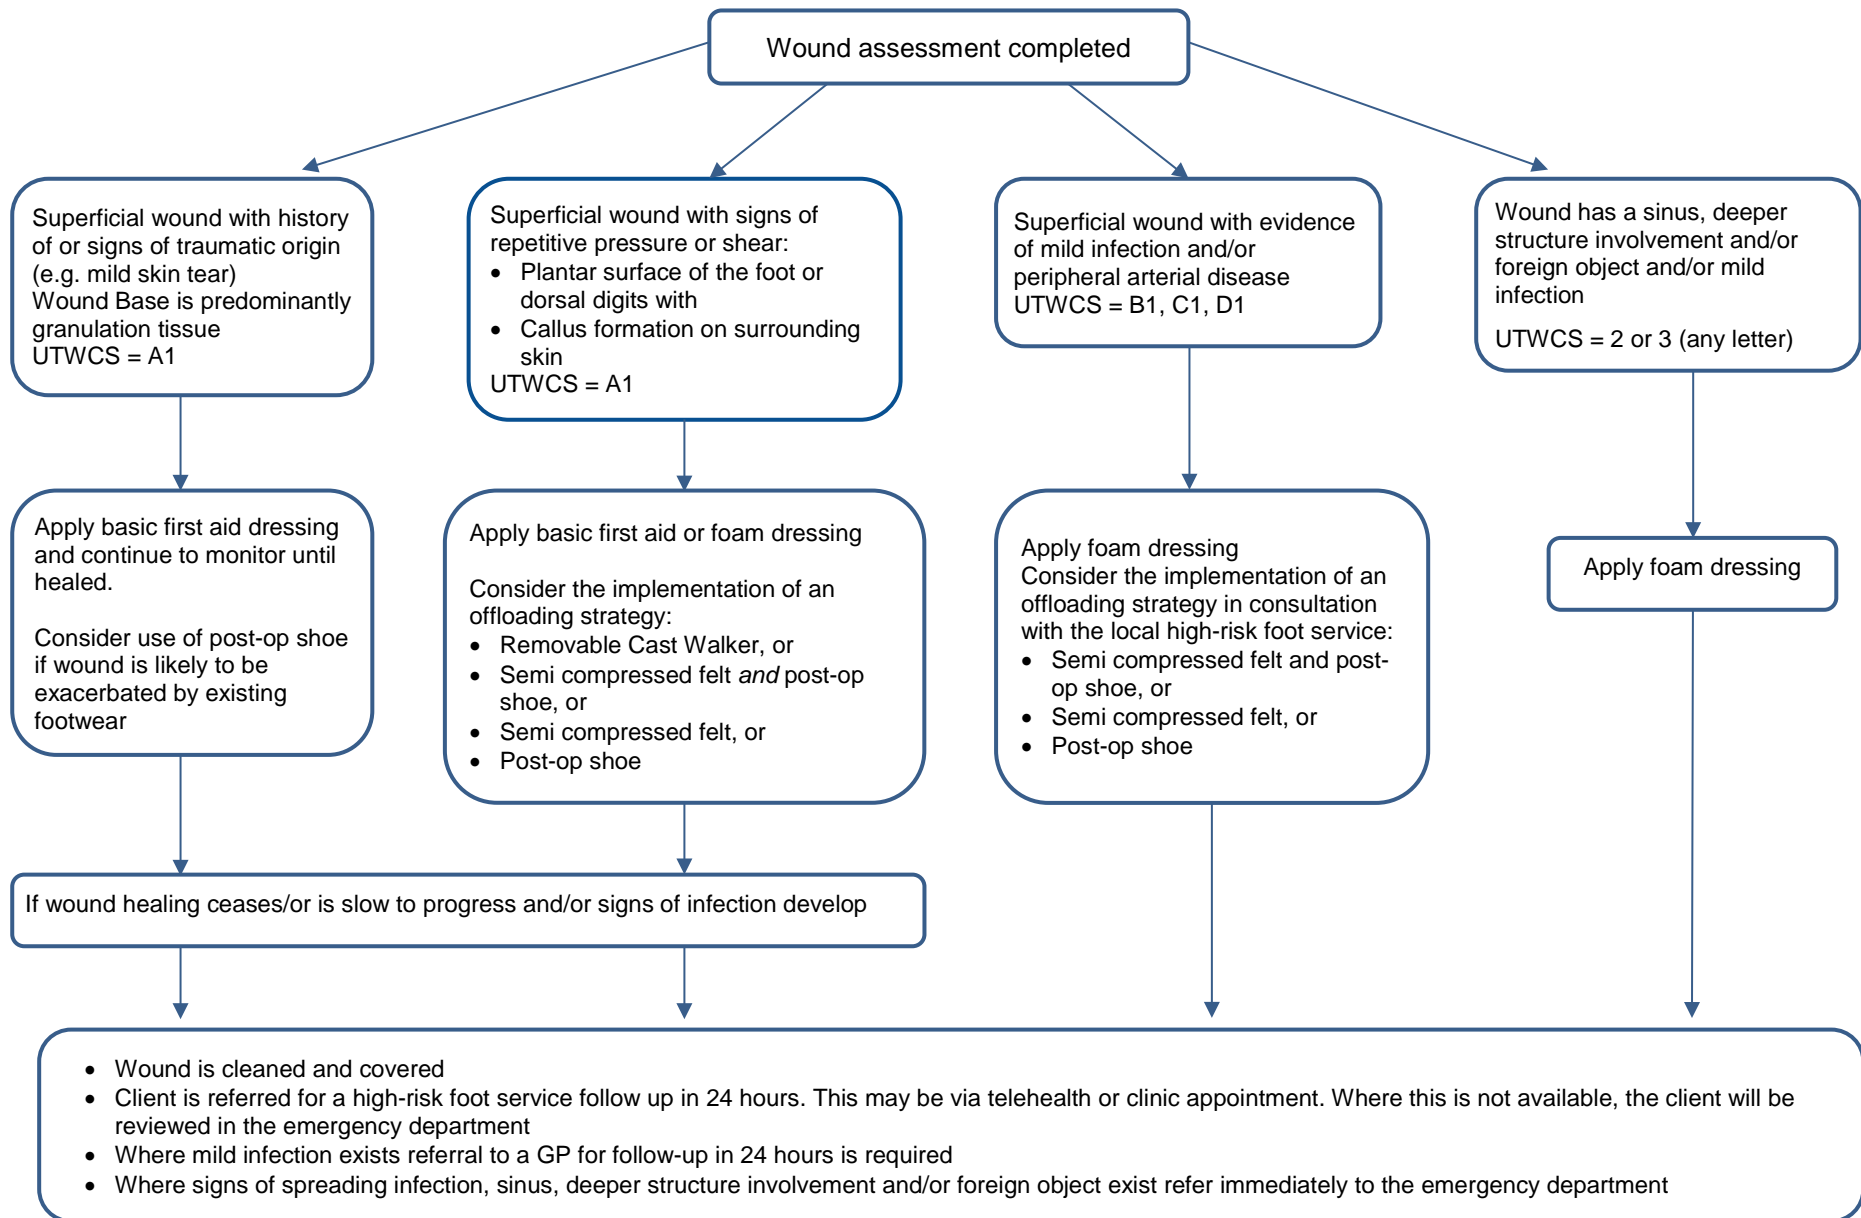 Wound assessment completed
Superficial wound with history
of or signs of traumatic origin
(e.g. mild skin tear)
Wound Base is predominantly
granulation tissue
UTWCS = A1
Superficial wound with signs of
repetitive pressure or shear:
• Plantar surface of the foot or
dorsal digits with
• Callus formation on surrounding
skin
UTWCS = A1
Superficial wound with evidence
of mild infection and/or
peripheral arterial disease
UTWCS = B1, C1, D1
Wound has a sinus, deeper
structure involvement and/or
foreign object and/or mild
infection
UTWCS = 2 or 3 (any letter)
Apply basic first aid dressing
and continue to monitor until
healed.
Consider use of post-op shoe
if wound is likely to be
exacerbated by existing
footwear
Apply basic first aid or foam dressing
Consider the implementation of an
offloading strategy:
• Removable Cast Walker, or
• Semi compressed felt and post-op
shoe, or
• Semi compressed felt, or
• Post-op shoe
Apply foam dressing
Consider the implementation of an
offloading strategy in consultation
with the local high-risk foot service:
• Semi compressed felt and post-
op shoe, or
• Semi compressed felt, or
• Post-op shoe
Apply foam dressing
If wound healing ceases/or is slow to progress and/or signs of infection develop
• Wound is cleaned and covered
• Client is referred for a high-risk foot service follow up in 24 hours. This may be via telehealth or clinic appointment. Where this is not available, the client will be
reviewed in the emergency department
• Where mild infection exists referral to a GP for follow-up in 24 hours is required
• Where signs of spreading infection, sinus, deeper structure involvement and/or foreign object exist refer immediately to the emergency department